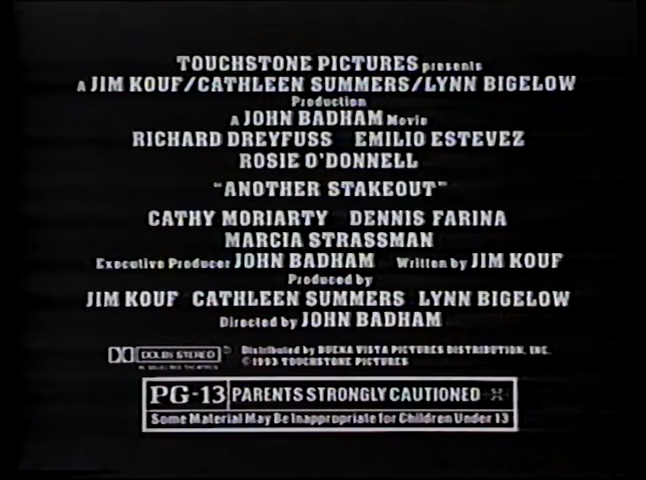 TOUCHSTONE PICTURES presents
A JIM KOUF/CATHLEEN SUMMERS/LYNN BIGELOW
Production
A JOHN BADHAM Movie
RICHARD DREYFUSS EMILIO ESTEVEZ
ROSIE O'DONNELL
"ANOTHER STAKEOUT"
CATHY MORIARTY DENNIS FARINA
MARCIA STRASSMAN
Executive Producer JOHN BADHAM Written by JIM KOUF
Produced by
JIM KOUF CATHLEEN SUMMERS LYNN BIGELOW
Directed by JOHN BADHAM
DOLBY STEREO Distributed by BUENA VISTA PICTURES DISTRIBUTION, INC.
©1993 TOUCHSTONE PICTURES
PG-13 PARENTS STRONGLY CAUTIONED
Some Material May Be Inappropriate for Children Under 13